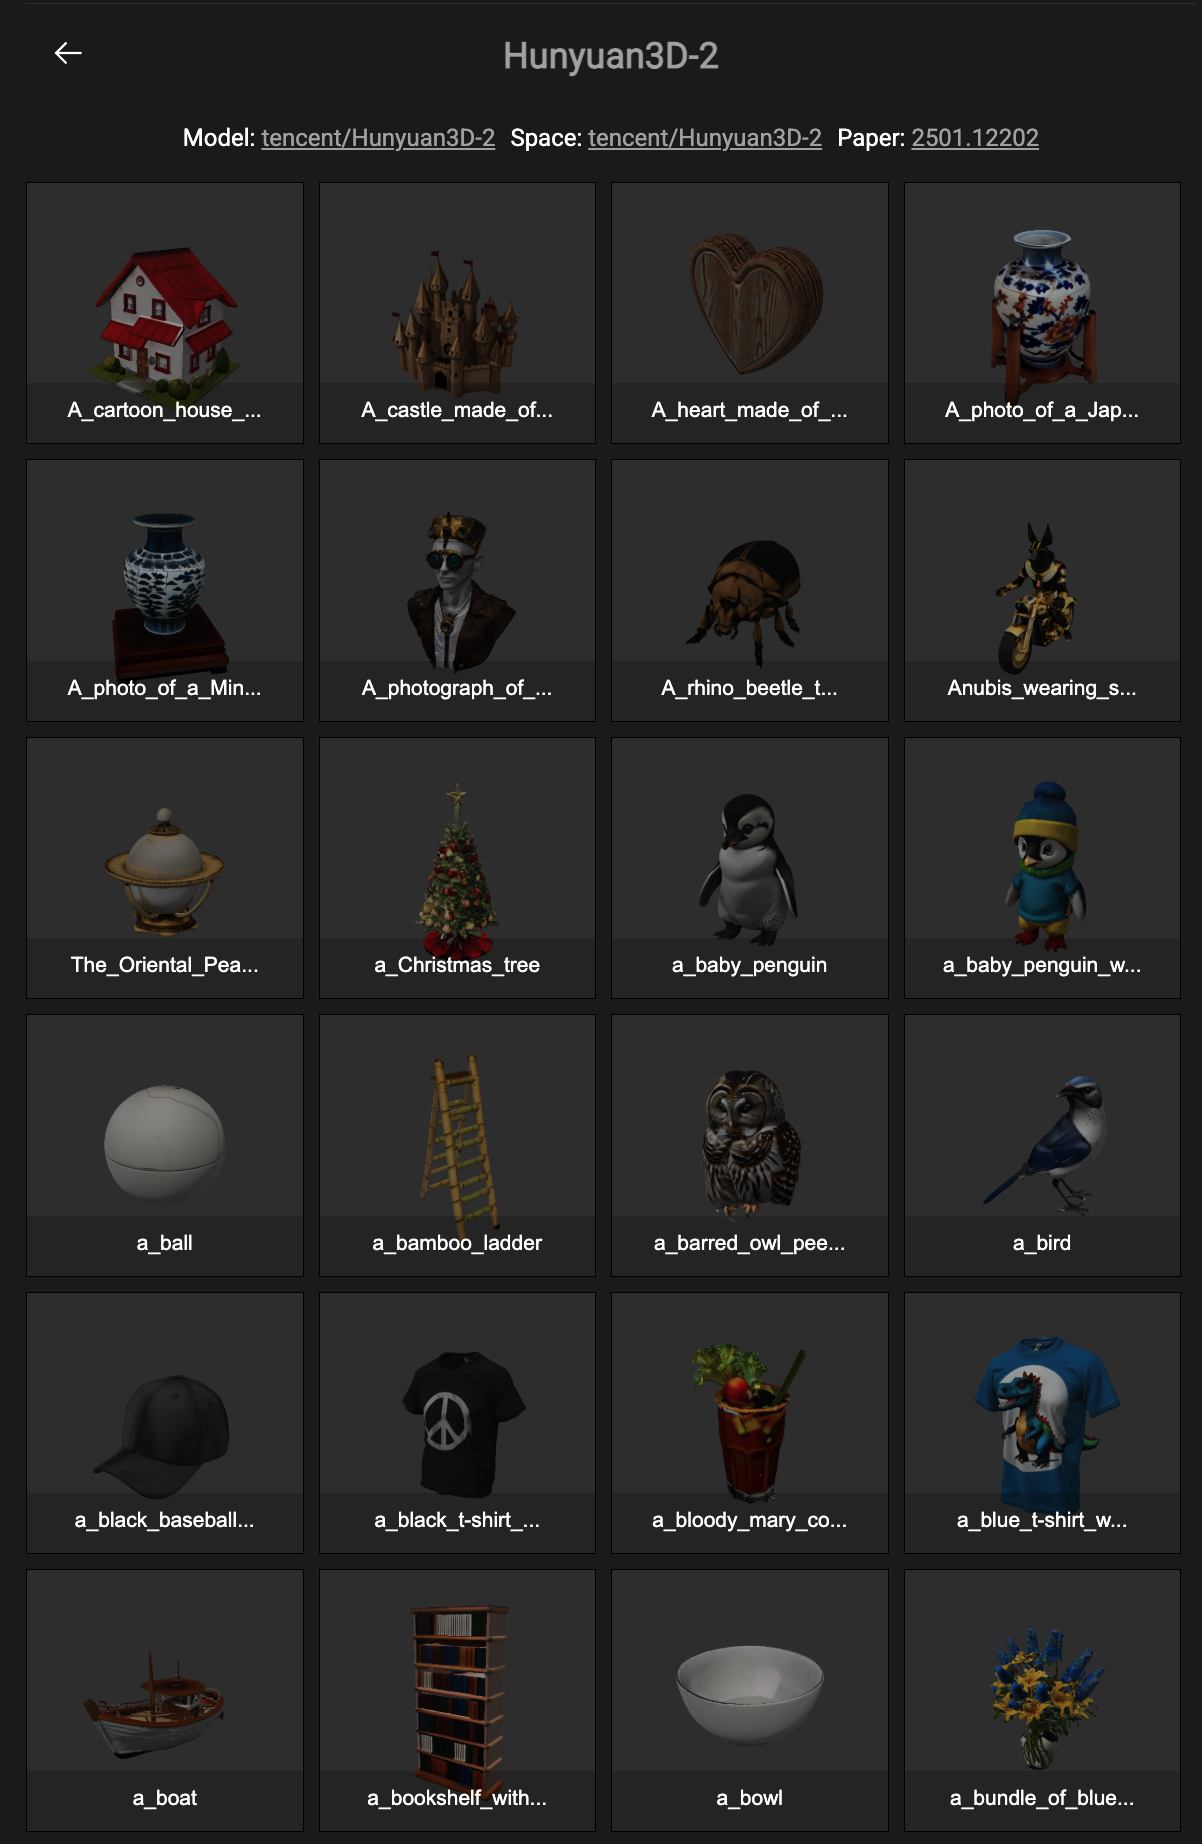 Hunyuan3D-2
Model: tencent/Hunyuan3D-2 Space: tencent/Hunyuan3D-2 Paper: 2501.12202
A_cartoon_house_...
A_castle_made_of...
A_heart_made_of_...
A_photo_of_a_Jap...
A_photo_of_a_Min...
A_photograph_of_...
A_rhino_beetle_t...
Anubis_wearing_s...
The_Oriental_Pea...
a_Christmas_tree
a_baby_penguin
a_baby_penguin_w...
a_ball
a_bamboo_ladder
a_barred_owl_pee...
a_bird
a_black_baseball...
a_black_t-shirt_...
a_bloody_mary_co...
a_blue_t-shirt_w...
a_boat
a_bookshelf_with...
a_bowl
a_bundle_of_blue...